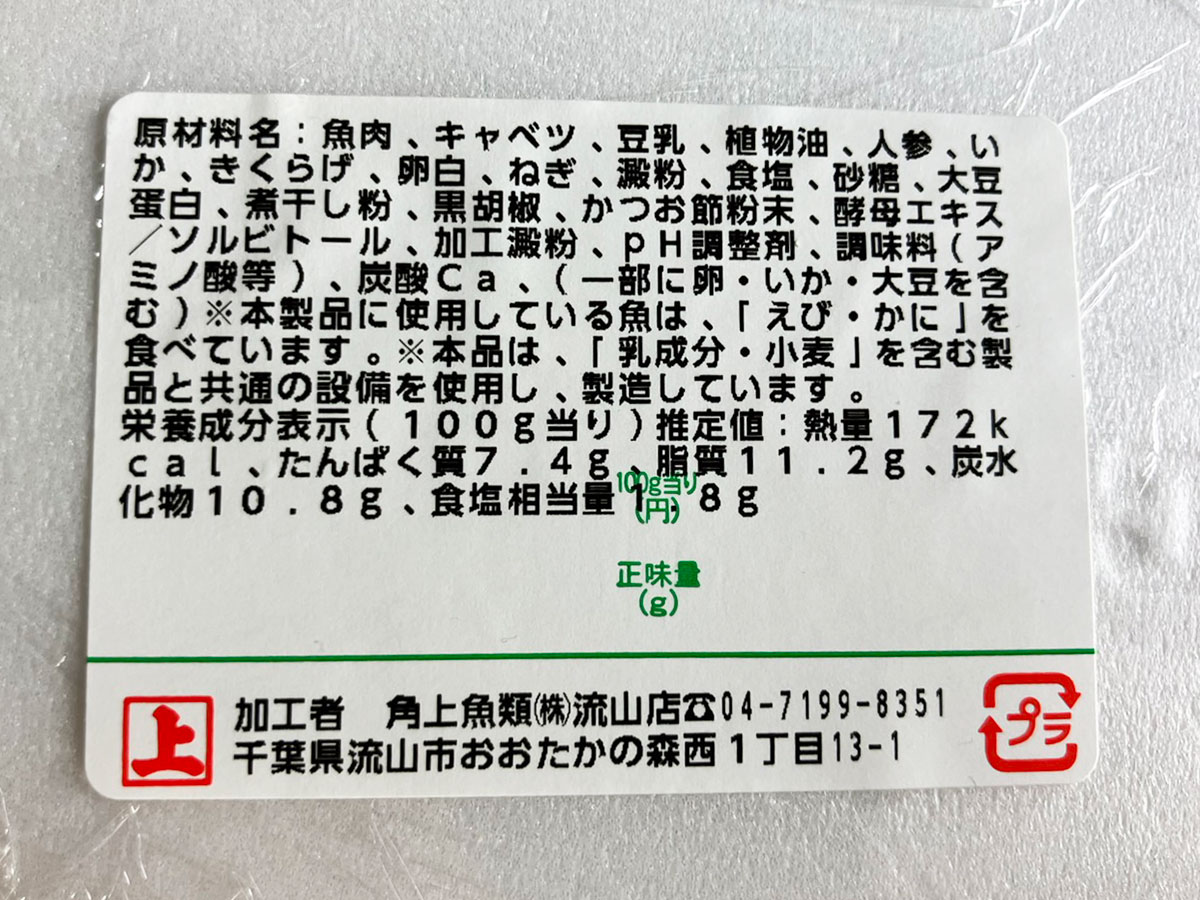 原材料名：魚肉、キャベツ、豆乳、植物油、人参、い
か、きくらげ、卵白、ねぎ、澱粉、食塩、砂糖、大豆
蛋白、煮干し粉、黒胡椒、かつお節粉末、酵母エキス
／ソルビトール、加工澱粉、ｐＨ調整剤、調味料（ア
ミノ酸等）、炭酸Ｃａ、（一部に卵・いか・大豆を含
む）※本製品に使用している魚は、「えび・かに」を
食べています。※本品は、「乳成分・小麦」を含む製
品と共通の設備を使用し、製造しています。
栄養成分表示（１００ｇ当り）推定値：熱量１７２ｋ
ｃａｌ、たんぱく質７．４ｇ、脂質１１．２ｇ、炭水
化物１０．８ｇ、食塩相当量１．８ｇ
100g当り
(円)
正味量
(g)
上
加工者 角上魚類㈱流山店☎04-7199-8351
千葉県流山市おおたかの森西1丁目13-1
プラ